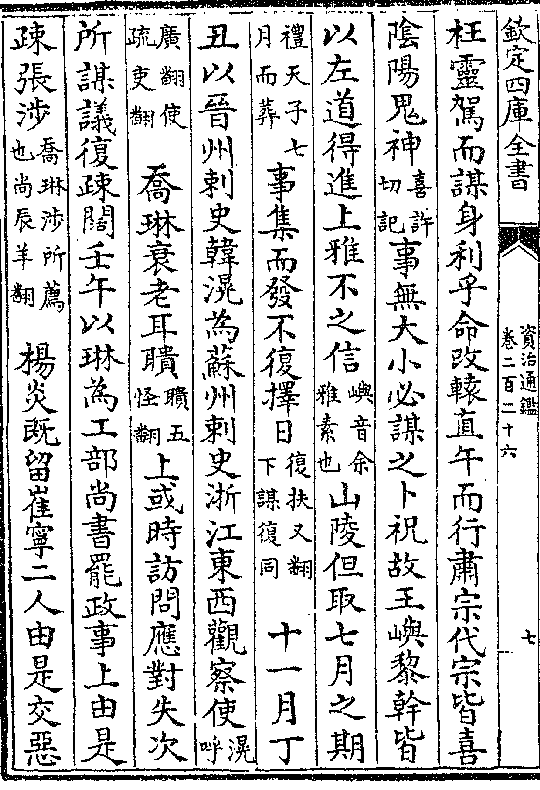 欽定四庫全書
資治通鑑
卷二百二十六
七
枉靈駕而謀身利乎命改轅直午而行肅宗代宗皆喜
陰陽鬼神喜許
切記事無大小必謀之卜祝故王嶼黎幹皆
以左道得進上雅不之信嶼音余
雅素也山陵但取七月之期
禮天子七
月而葬事集而發不復擇日復扶又翻
下謀復同十一月丁
丑以晉州刺史韓滉為蘇州刺史浙江東西觀察使滉
呼
廣翻使
疏吏翻喬琳衰老耳聵聵五
怪翻上或時訪問應對失次
所謀議復疎闊壬午以琳為工部尚書罷政事上由是
疎張涉喬琳涉所薦
也尚辰羊翻楊炎既留崔寧二人由是交惡